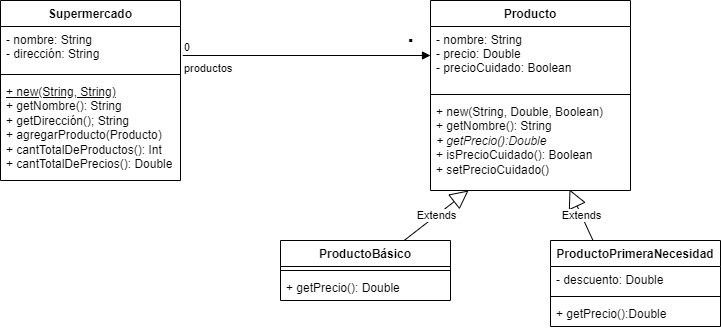 Supermercado
- nombre: String
- dirección: String
+ new(String, String)
+ getNombre(): String
+ getDirección(); String
+ agregarProducto(Producto)
+ cantTotalDeProductos(): Int
+ cantTotalDePrecios(): Double
0
*
productos
Producto
- nombre: String
- precio: Double
- precioCuidado: Boolean
+ new(String, Double, Boolean)
+ getNombre(): String
+ getPrecio():Double
+ isPrecioCuidado(): Boolean
+ setPrecioCuidado()
Extends
Extends
ProductoBásico
+ getPrecio(): Double
ProductoPrimeraNecesidad
- descuento: Double
+ getPrecio():Double